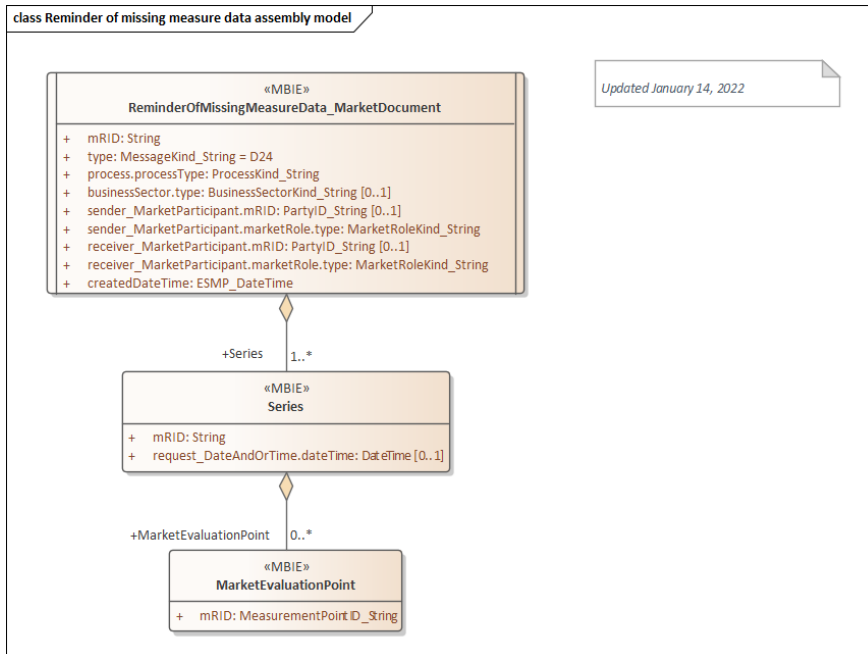 class Reminder of missing measure data assembly model
Updated January 14, 2022
«MBIE»
ReminderOfMissingMeasureData_MarketDocument
+ mRID: String
+ type: MessageKind_String = D24
+ process.processType: ProcessKind_String
+ businessSector.type: BusinessSectorKind_String [0..1]
+ sender_MarketParticipant.mRID: PartyID_String [0..1]
+ sender_MarketParticipant.marketRole.type: MarketRoleKind_String
+ receiver_MarketParticipant.mRID: PartyID_String [0..1]
+ receiver_MarketParticipant.marketRole.type: MarketRoleKind_String
+ createdDateTime: ESMP_DateTime
+Series 1..*
«MBIE»
Series
+ mRID: String
+ request_DateAndOrTime.dateTime: DateTime [0..1]
+MarketEvaluationPoint 0..*
«MBIE»
MarketEvaluationPoint
+ mRID: MeasurementPointID_String